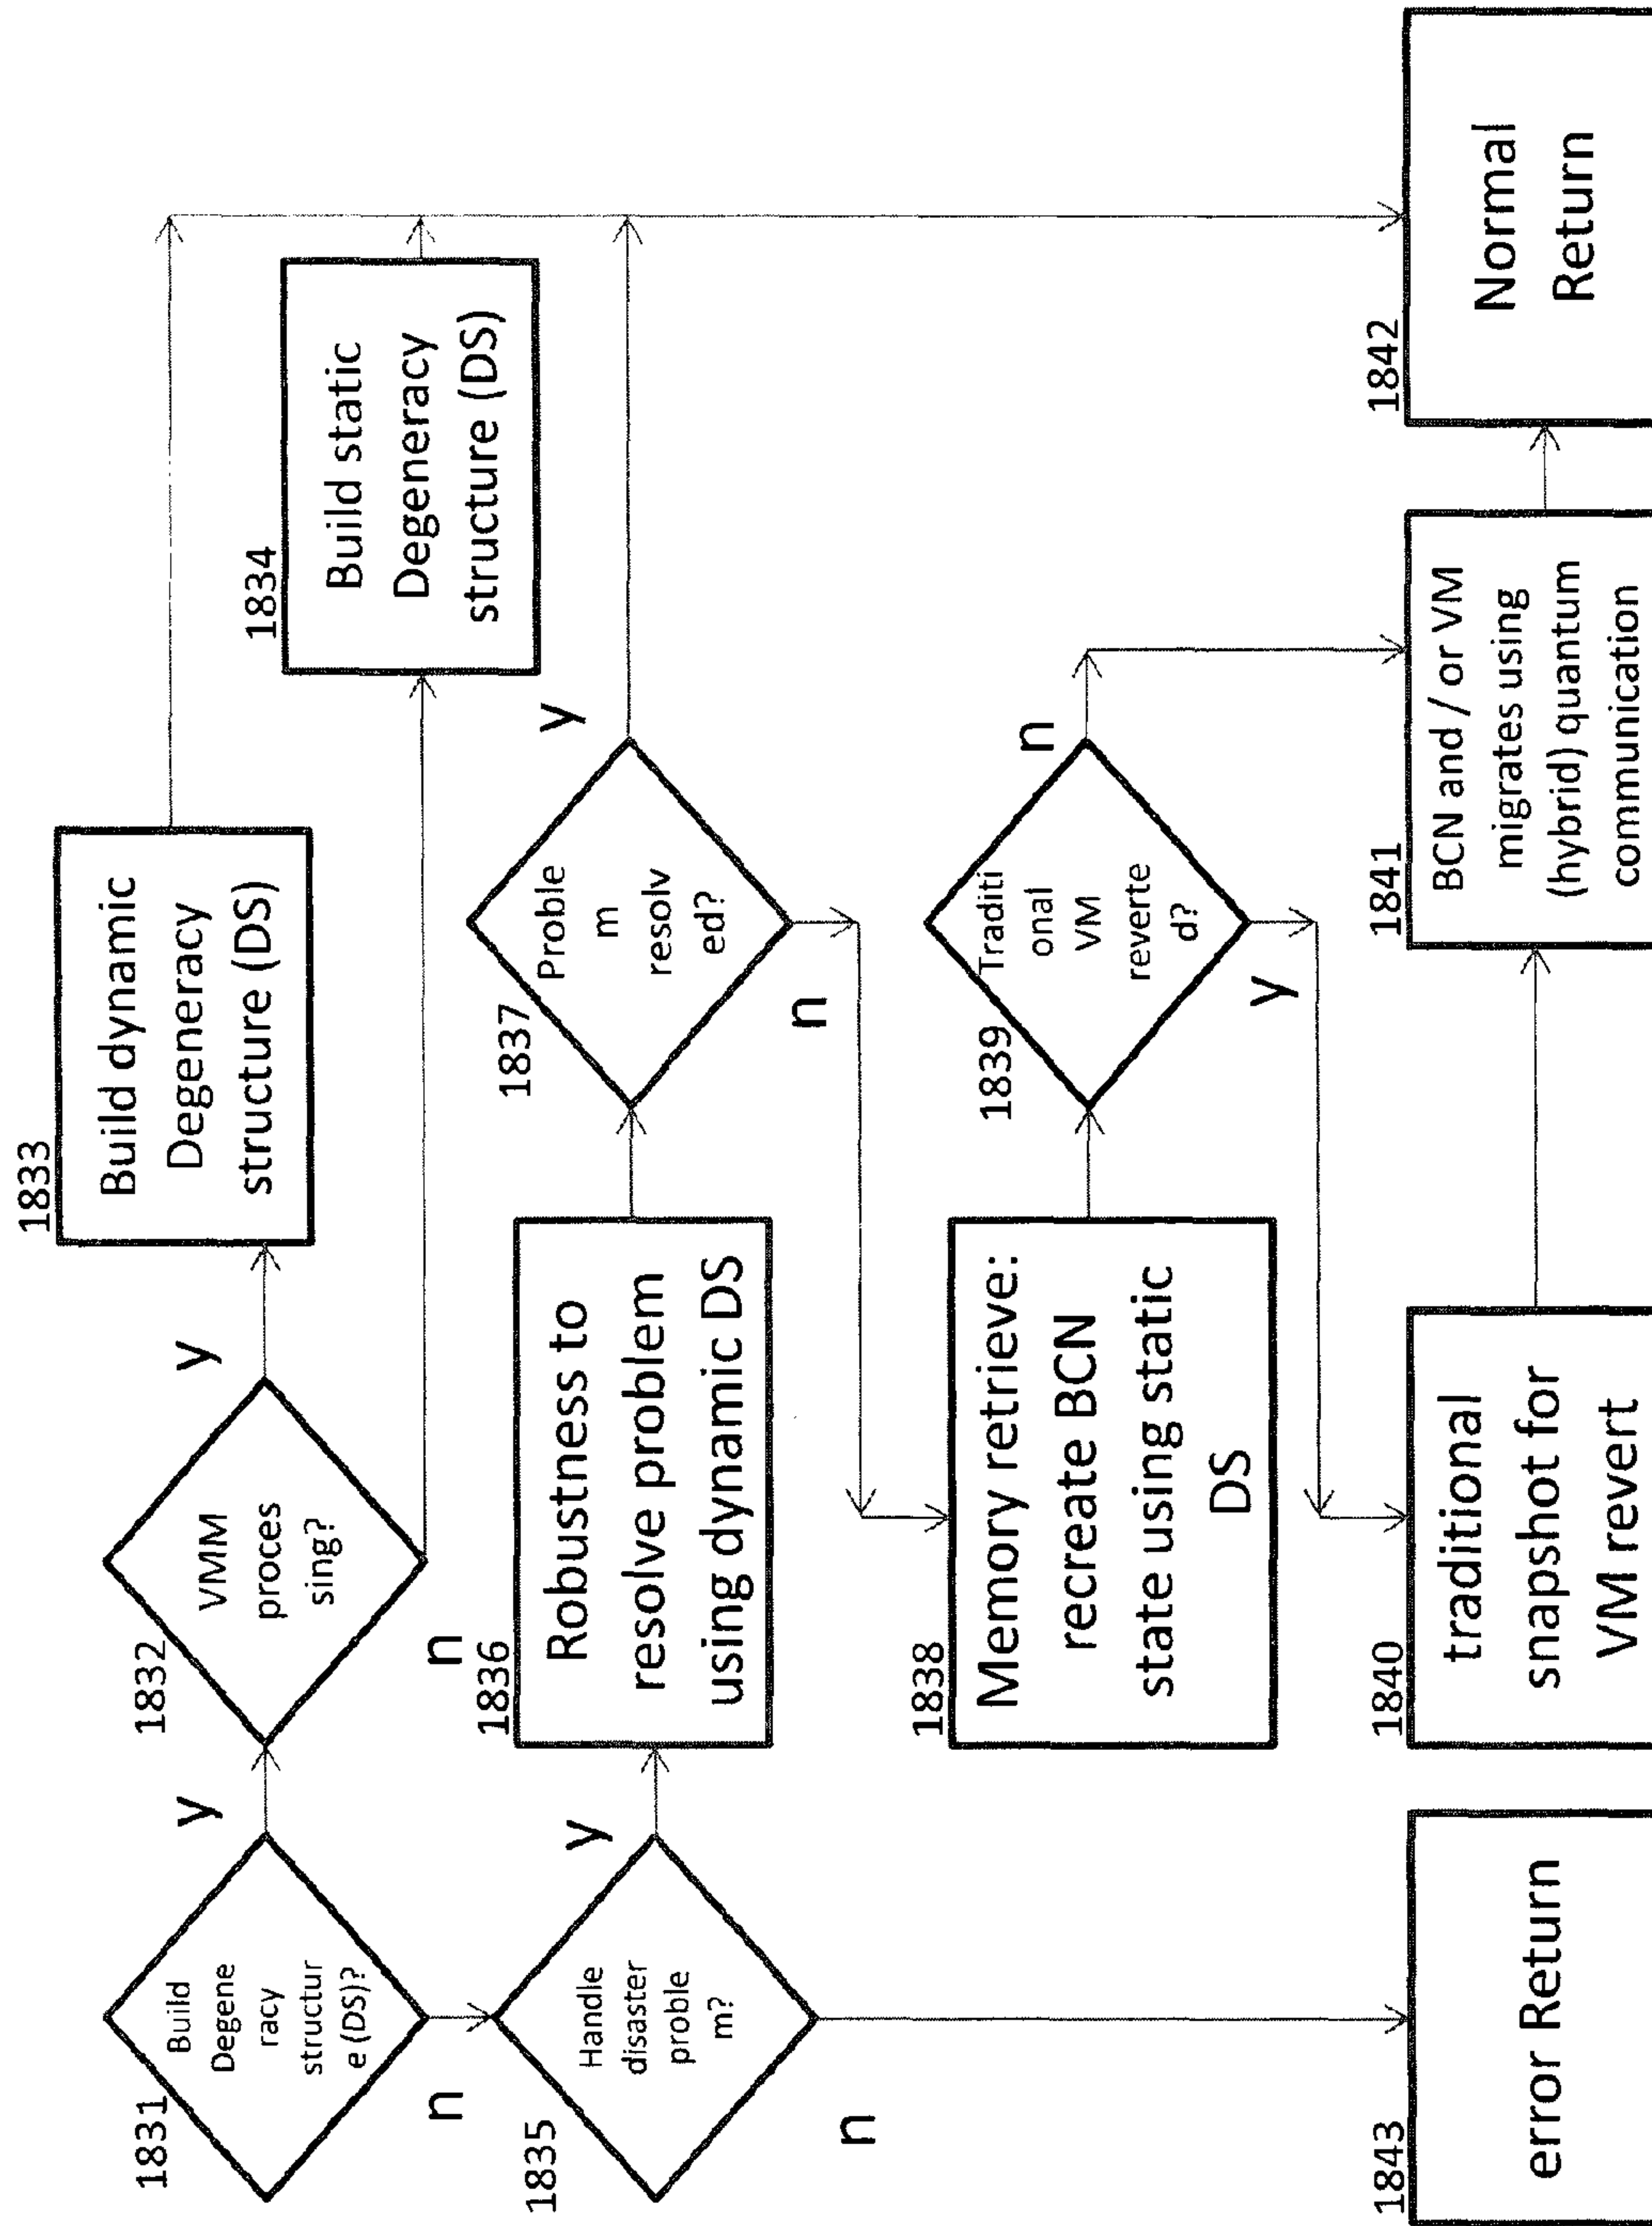 1831
Build
Degene
racy
structur
e (DS)?
y
n
1832
VMM
proces
sing?
y
n
1833
Build dynamic
Degeneracy
structure (DS)
1834
Build static
Degeneracy
structure (DS)
1835
Handle
disaster
proble
m?
y
n
1836
Robustness to
resolve problem
using dynamic DS
1837
Proble
m
resolv
ed?
y
n
1838
Memory retrieve:
recreate BCN
state using static
DS
1839
Traditi
onal
VM
reverte
d?
n
y
1843
error Return
1840
traditional
snapshot for
VM revert
1841
BCN and / or VM
migrates using
(hybrid) quantum
communication
1842
Normal
Return